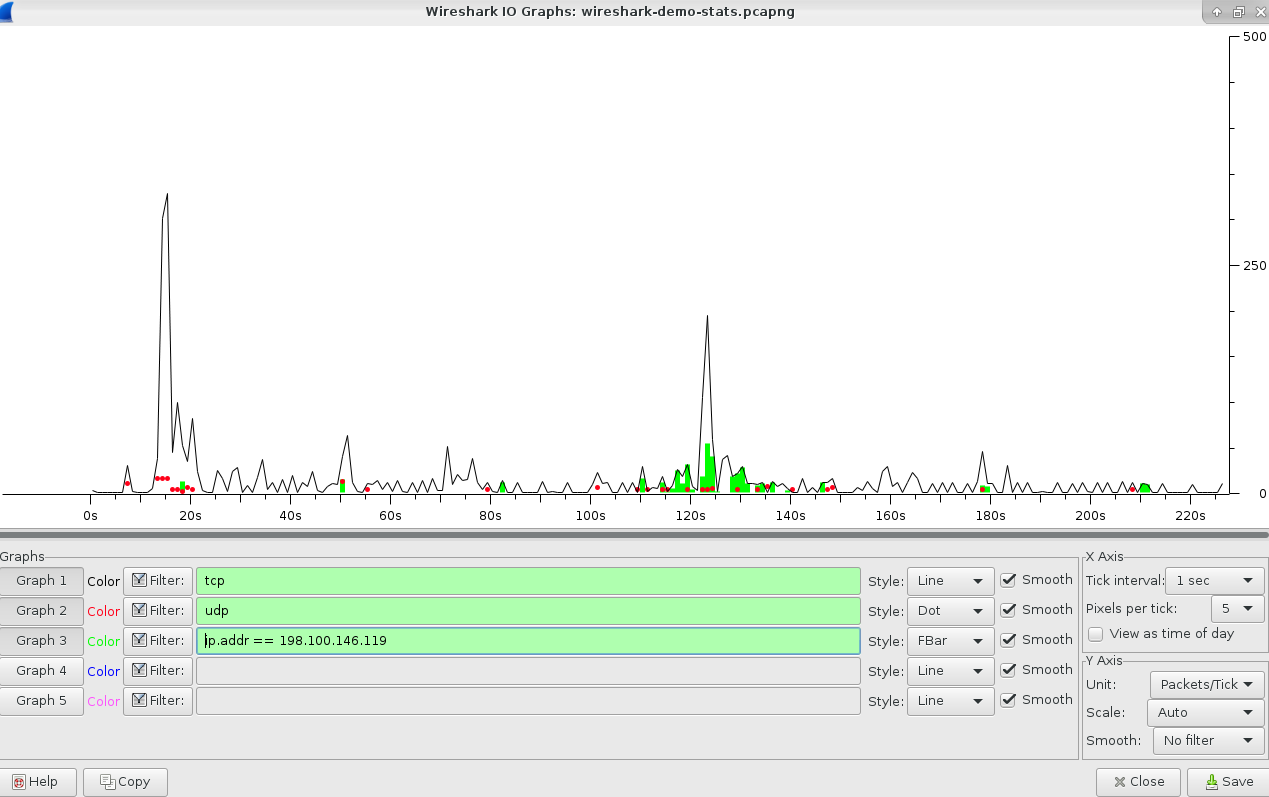 Wireshark IO Graphs: wireshark-demo-stats.pcapng
500
250
0
0s 20s 40s 60s 80s 100s 120s 140s 160s 180s 200s 220s
Graphs
Graph 1 Color Filter: tcp Style: Line Smooth
Graph 2 Color Filter: udp Style: Dot Smooth
Graph 3 Color Filter: ip.addr == 198.100.146.119 Style: FBar Smooth
Graph 4 Color Filter: Style: Line Smooth
Graph 5 Color Filter: Style: Line Smooth
X Axis
Tick interval: 1 sec
Pixels per tick: 5
View as time of day
Y Axis
Unit: Packets/Tick
Scale: Auto
Smooth: No filter
Help Copy Close Save